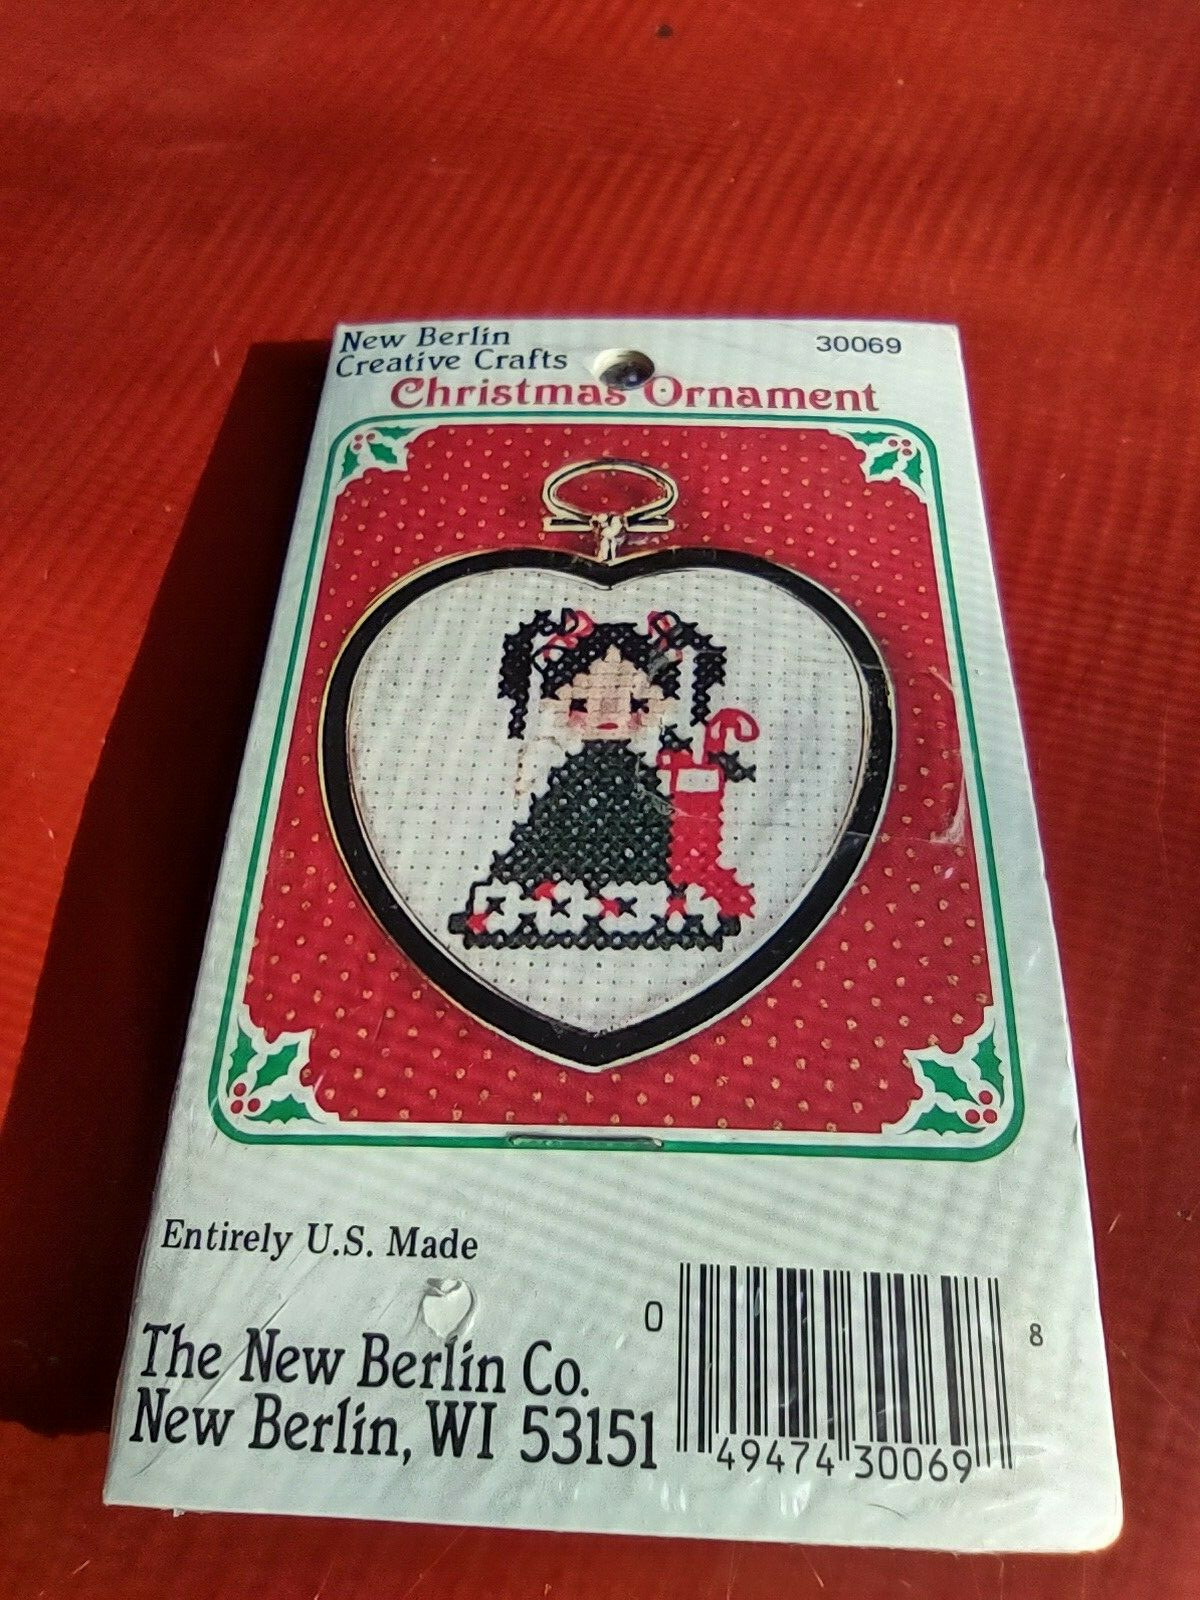 New Berlin
Creative Crafts
30069
Christmas Ornament
Entirely U.S. Made
The New Berlin Co.
New Berlin, WI 53151
0 49474 30069 8